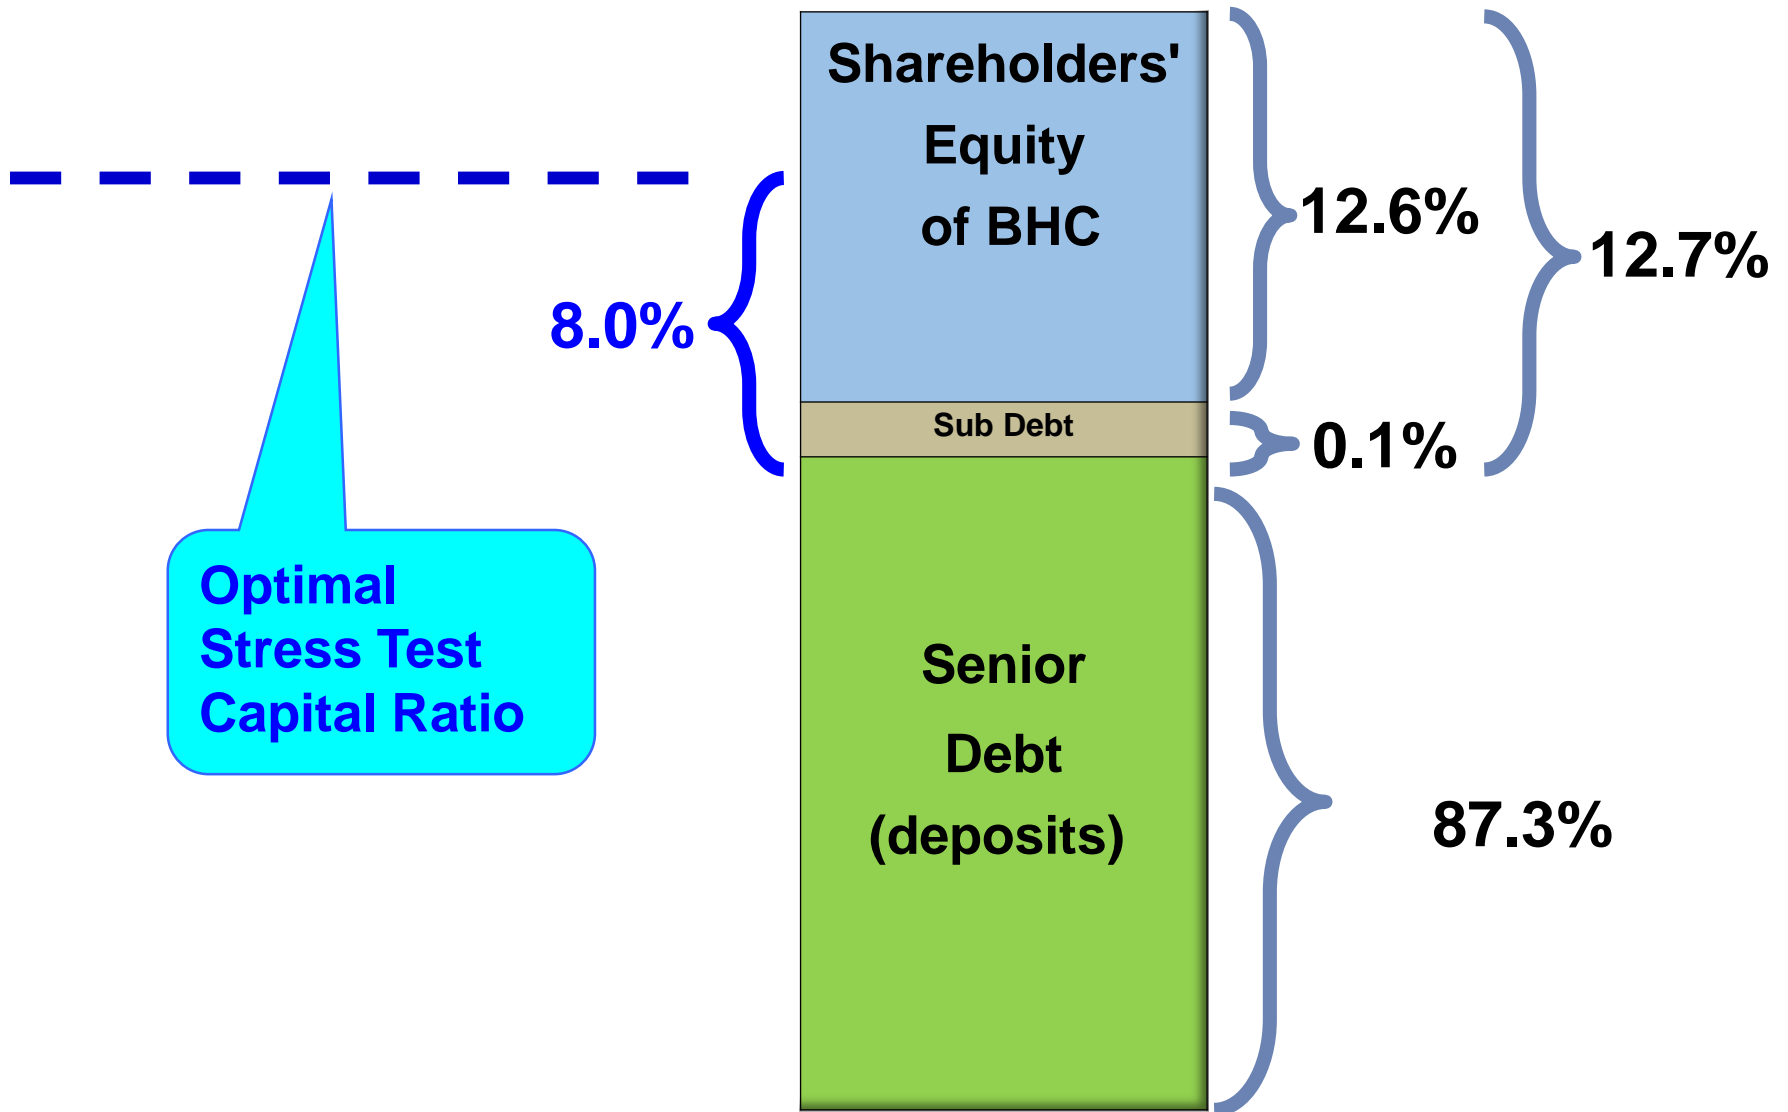 Shareholders'
Equity
of BHC
12.6%
12.7%
8.0%
Sub Debt
0.1%
Optimal
Stress Test
Capital Ratio
Senior
Debt
(deposits)
87.3%